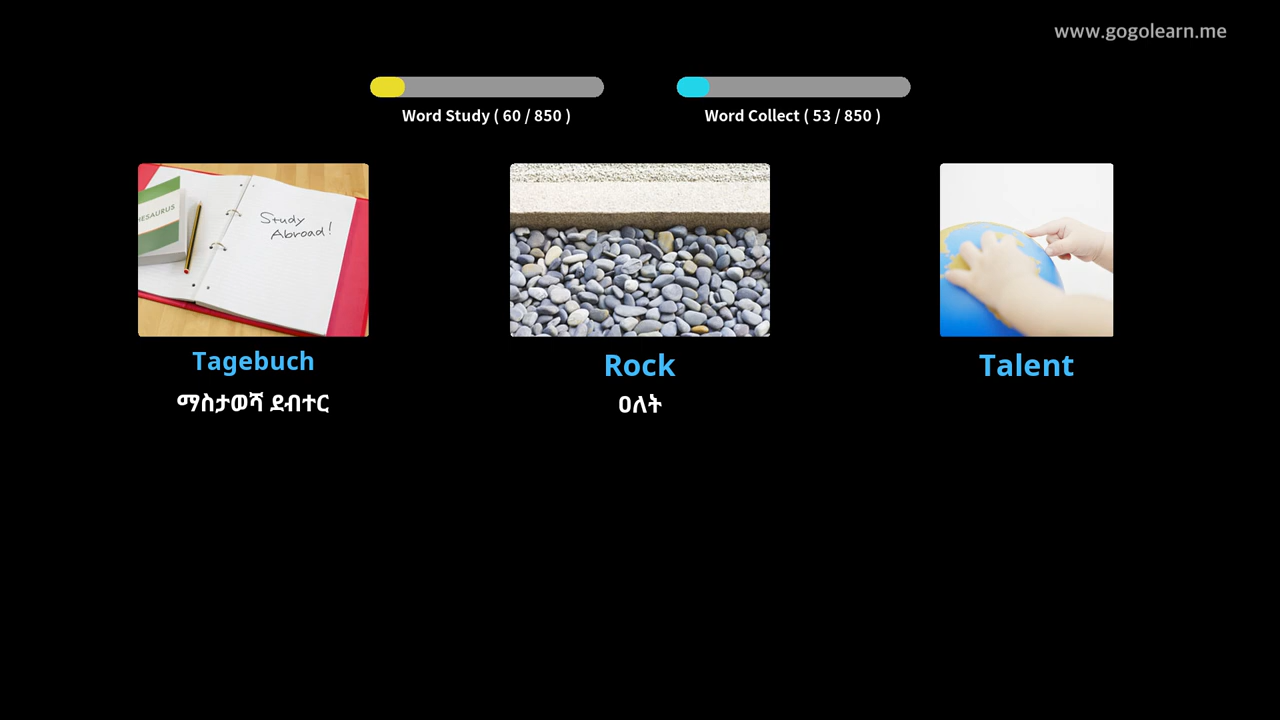 www.gogolearn.me
Word Study ( 60 / 850 )
Word Collect ( 53 / 850 )
HESAURUS
Study
Abroad!
Tagebuch
Rock
Talent
ማስታወሻ ደብተር
ዐለት